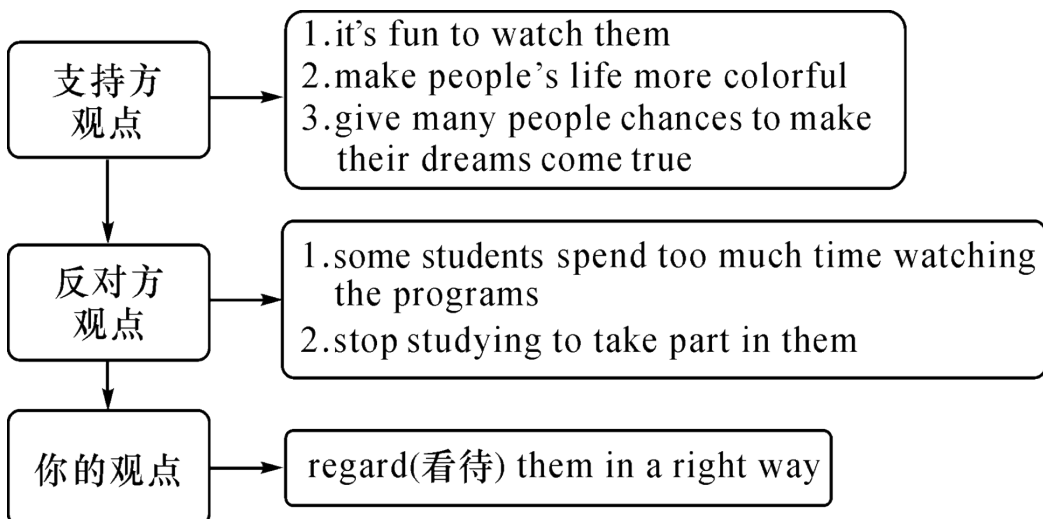 支持方
观点
1.it's fun to watch them
2.make people's life more colorful
3.give many people chances to make
their dreams come true
反对方
观点
1.some students spend too much time watching
the programs
2.stop studying to take part in them
你的观点
regard(看待) them in a right way